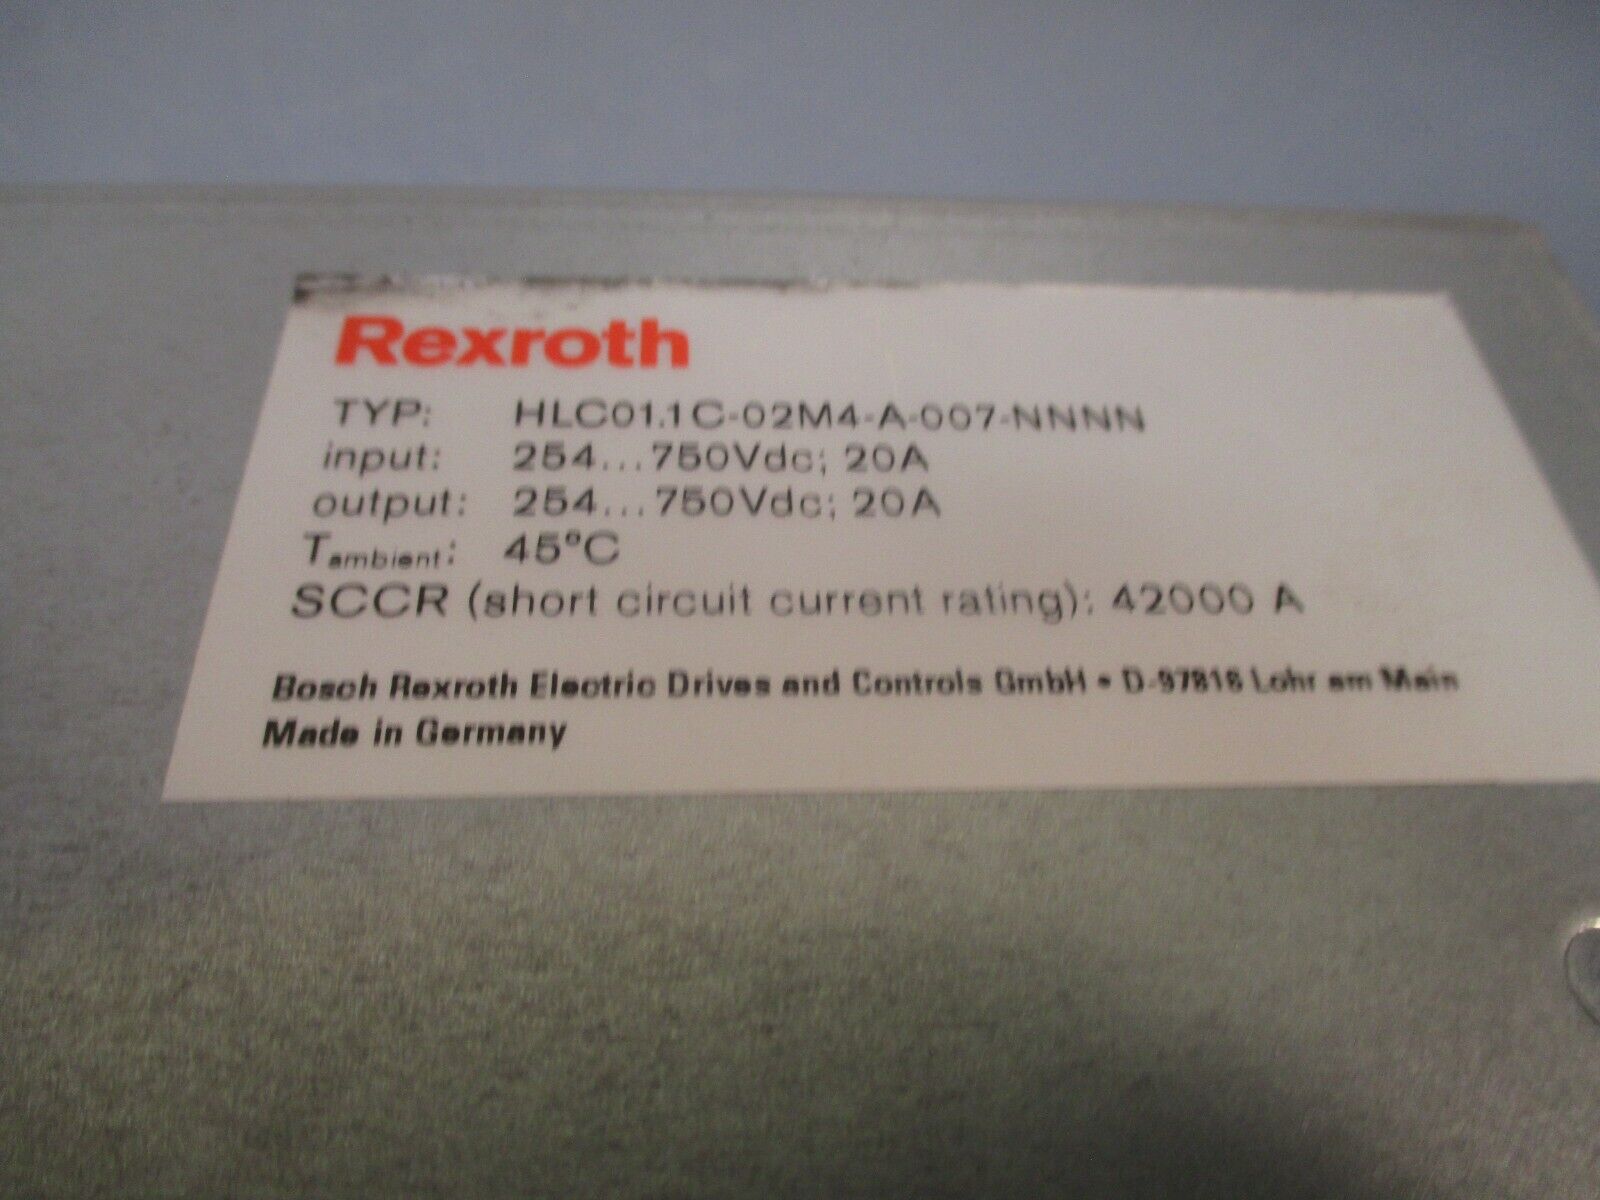 Rexroth
TYP: HLC01.1C-02M4-A-007-NNNN
input: 254...750Vdc; 20A
output: 254...750Vdc; 20A
Tambient: 45°C
SCCR (short circuit current rating): 42000 A
Bosch Rexroth Electric Drives and Controls GmbH • D-97816 Lohr am Main
Made in Germany